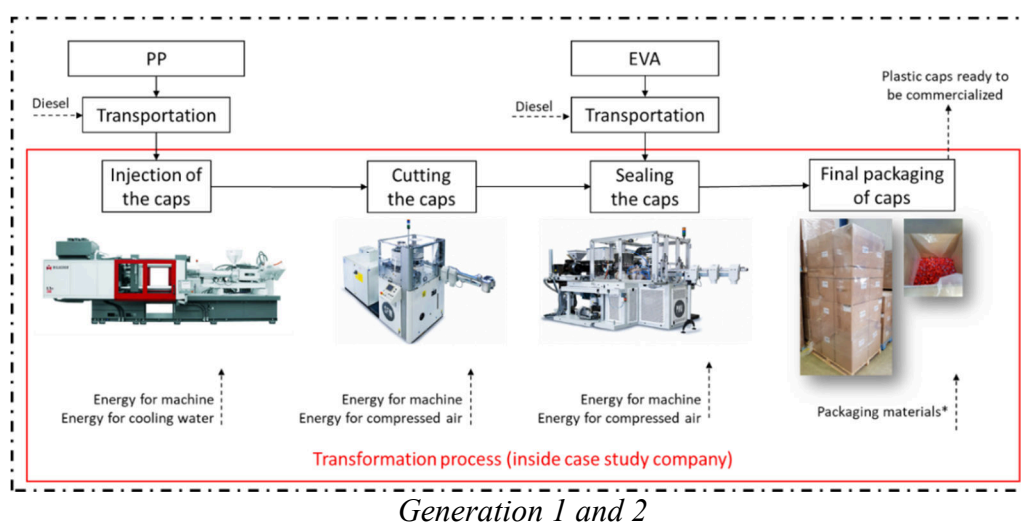 PP
EVA
Plastic caps ready to
be commercialized
Diesel
Transportation
Diesel
Transportation
Injection of
the caps
Cutting
the caps
Sealing
the caps
Final packaging
of caps
Energy for machine
Energy for cooling water
Energy for machine
Energy for compressed air
Energy for machine
Energy for compressed air
Packaging materials*
Transformation process (inside case study company)
Generation 1 and 2